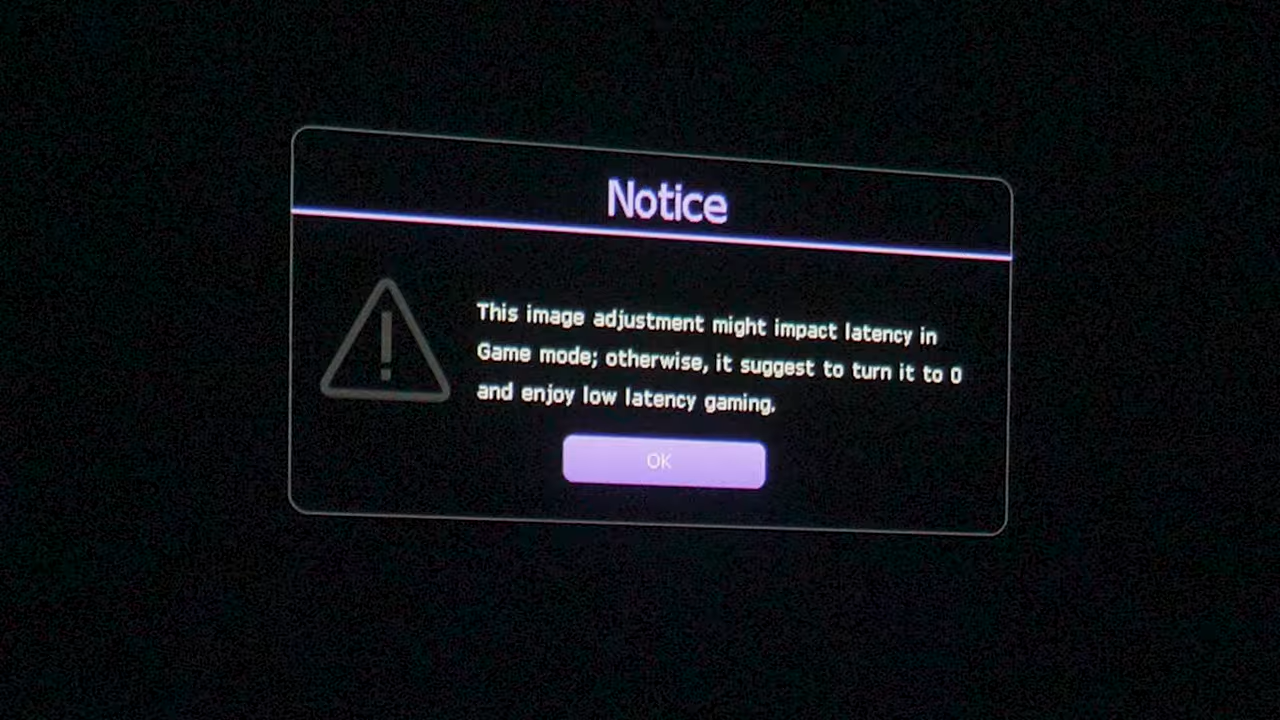 Notice
This image adjustment might impact latency in
Game mode; otherwise, it suggest to turn it to 0
and enjoy low latency gaming.
OK